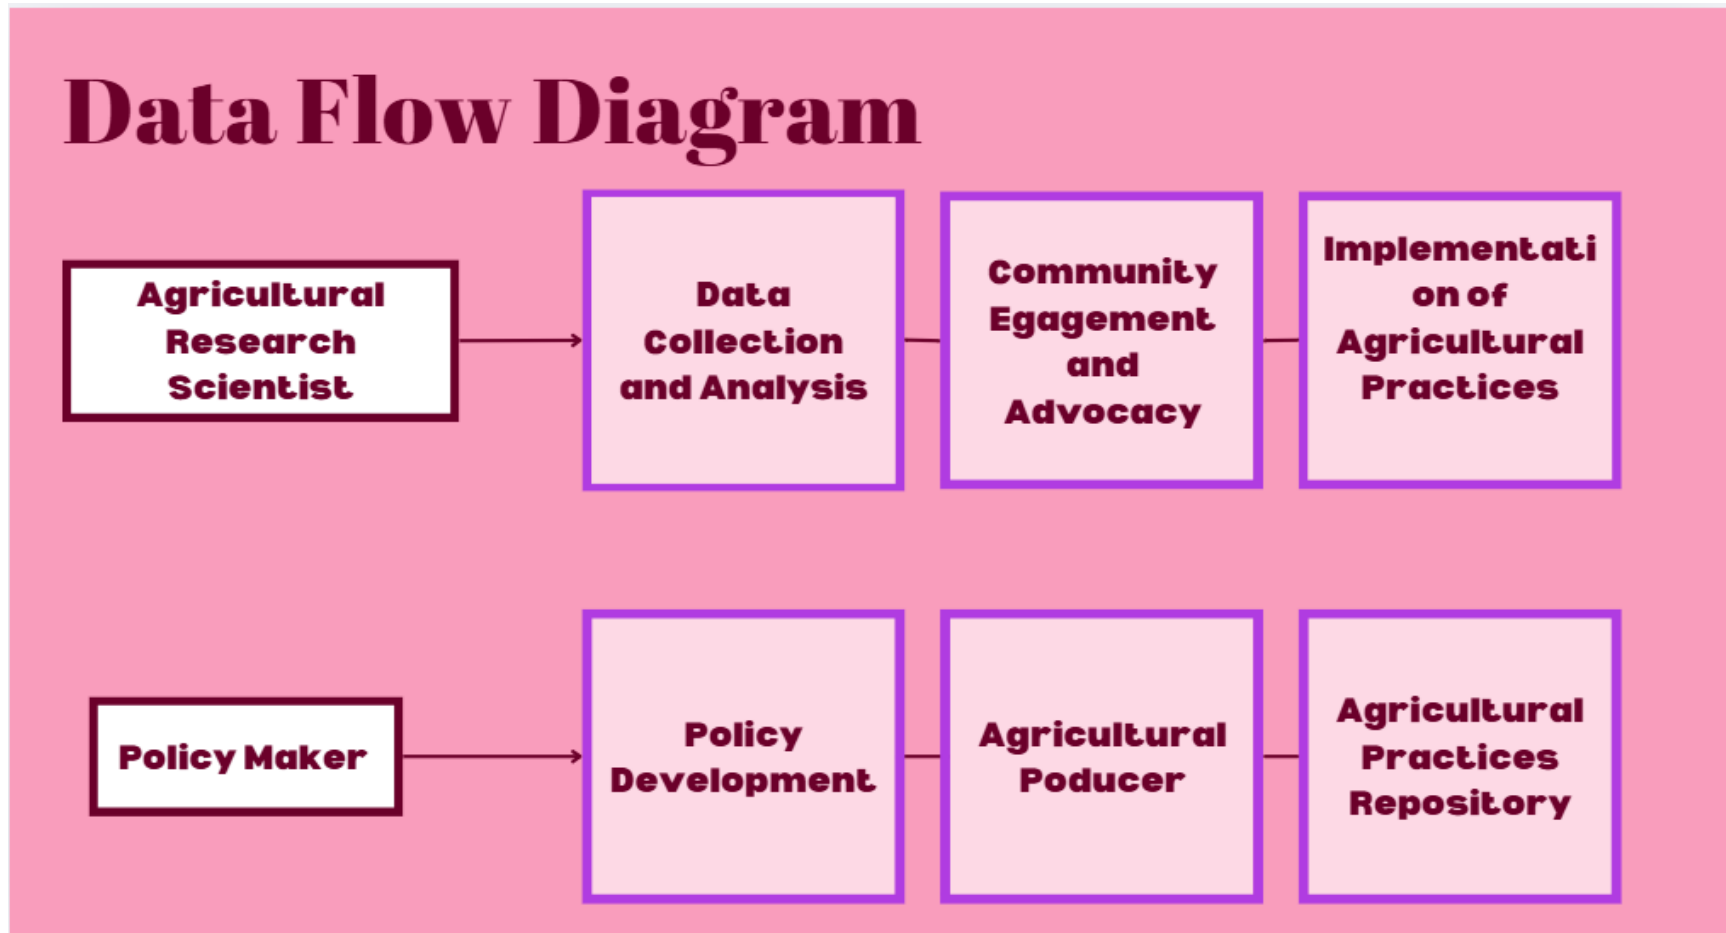 Data Flow Diagram
Agricultural
Research
Scientist
Data
Collection
and Analysis
Community
Egagement
and
Advocacy
Implementati
on of
Agricultural
Practices
Policy Maker
Policy
Development
Agricultural
Poducer
Agricultural
Practices
Repository